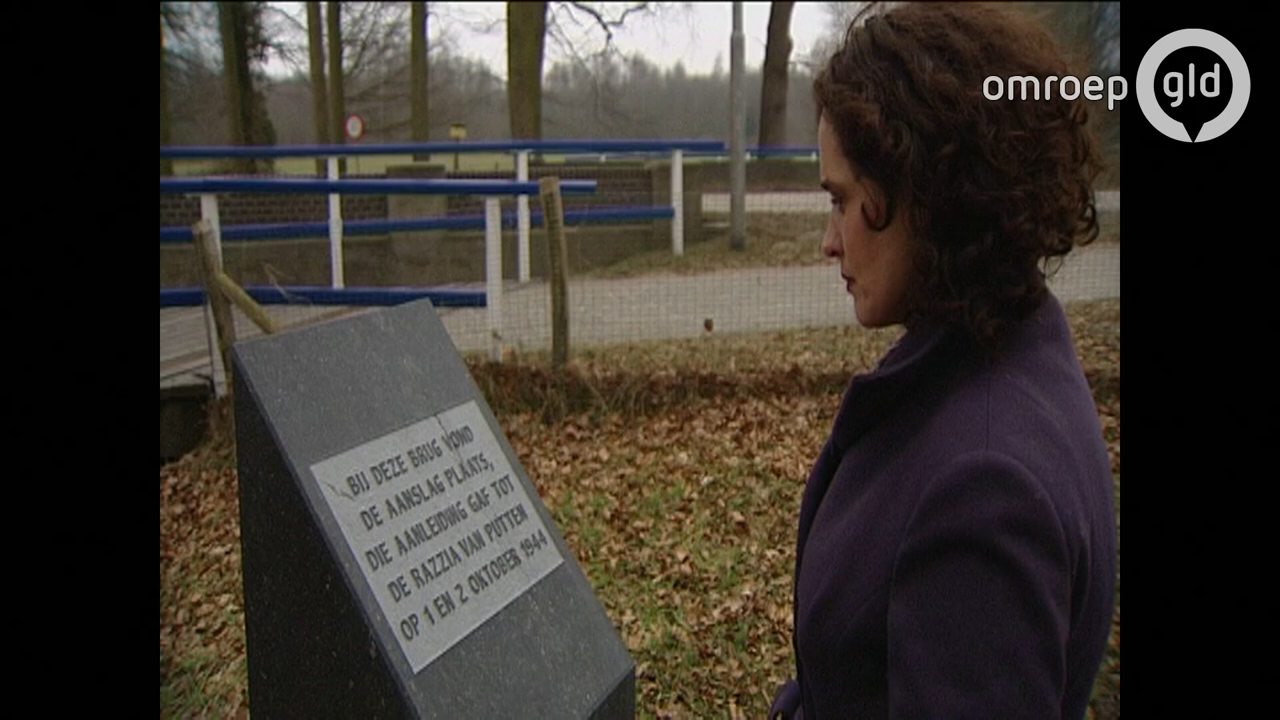 omroep gld
BIJ DEZE BRUG VOND
DE AANSLAG PLAATS,
DIE AANLEIDING GAF TOT
DE RAZZIA VAN PUTTEN
OP 1 EN 2 OKTOBER 1944